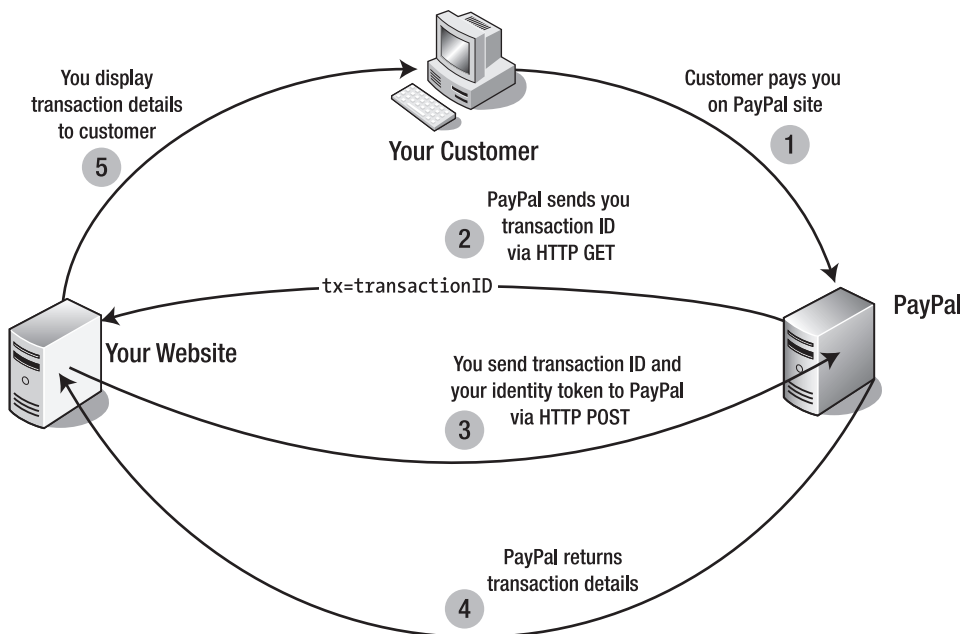 You display
transaction details
to customer
5
Your Customer
Customer pays you
on PayPal site
1
PayPal sends you
transaction ID
via HTTP GET
2
tx=transactionID
PayPal
Your Website
You send transaction ID and
your identity token to PayPal
via HTTP POST
3
PayPal returns
transaction details
4